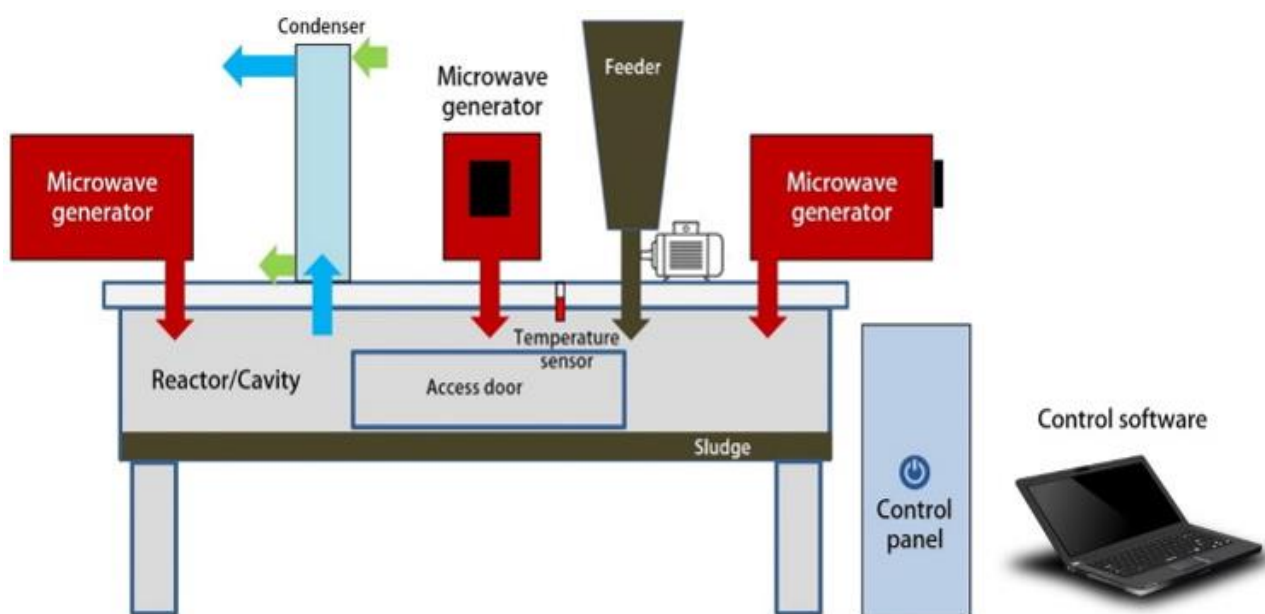 Condenser
Microwave
generator
Feeder
Microwave
generator
Microwave
generator
Temperature
sensor
Reactor/Cavity
Access door
Sludge
Control
panel
Control software